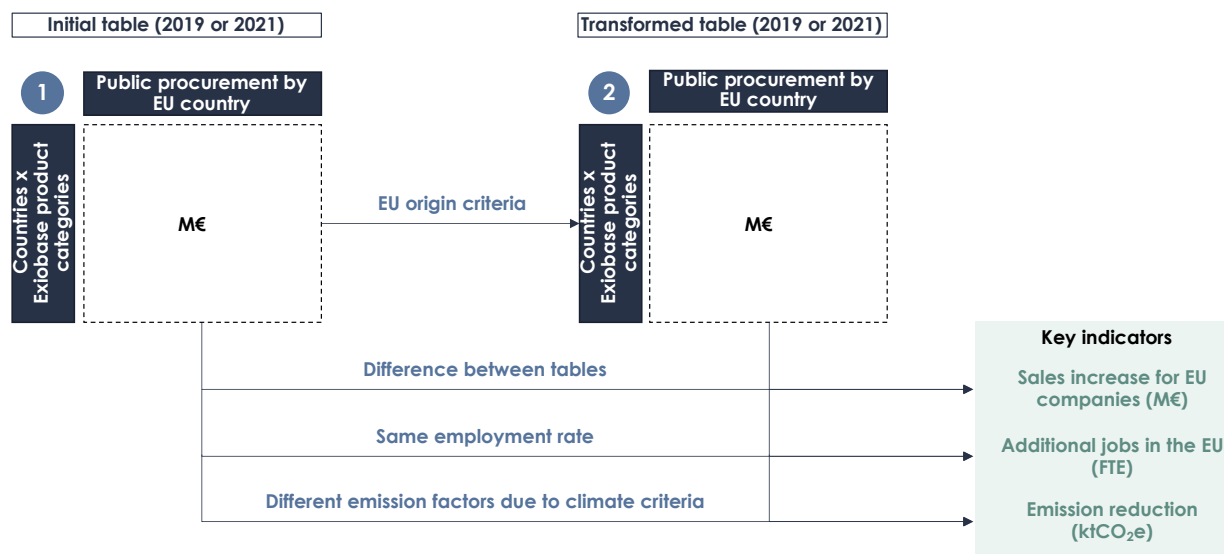 Initial table (2019 or 2021)
Transformed table (2019 or 2021)
1
Public procurement by
EU country
2
Public procurement by
EU country
Countries x
Exiobase product
categories
M€
EU origin criteria
Countries x
Exiobase product
categories
M€
Key indicators
Difference between tables
Sales increase for EU
companies (M€)
Same employment rate
Additional jobs in the EU
(FTE)
Different emission factors due to climate criteria
Emission reduction
(ktCO₂e)